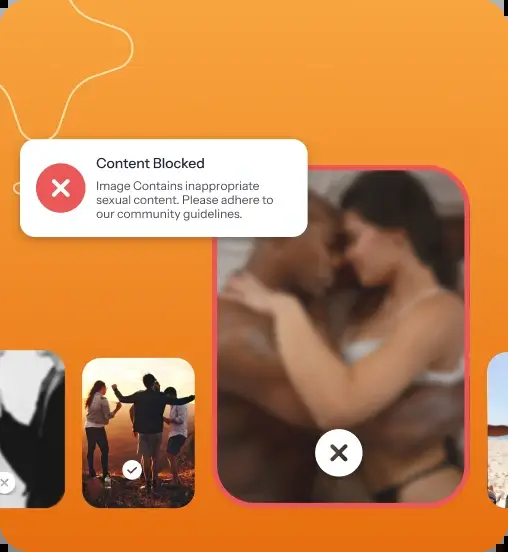 Content Blocked
Image Contains inappropriate
sexual content. Please adhere to
our community guidelines.